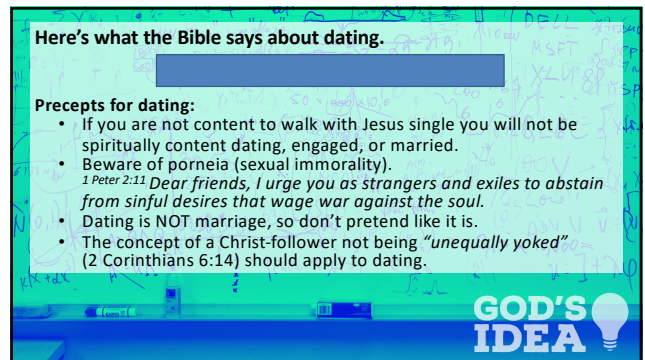 Here's what the Bible says about dating.
Precepts for dating:
• If you are not content to walk with Jesus single you will not be
spiritually content dating, engaged, or married.
• Beware of porneia (sexual immorality).
1 Peter 2:11 Dear friends, I urge you as strangers and exiles to abstain
from sinful desires that wage war against the soul.
• Dating is NOT marriage, so don't pretend like it is.
• The concept of a Christ-follower not being "unequally yoked"
(2 Corinthians 6:14) should apply to dating.
DELL
MSFT
GOD'S
IDEA